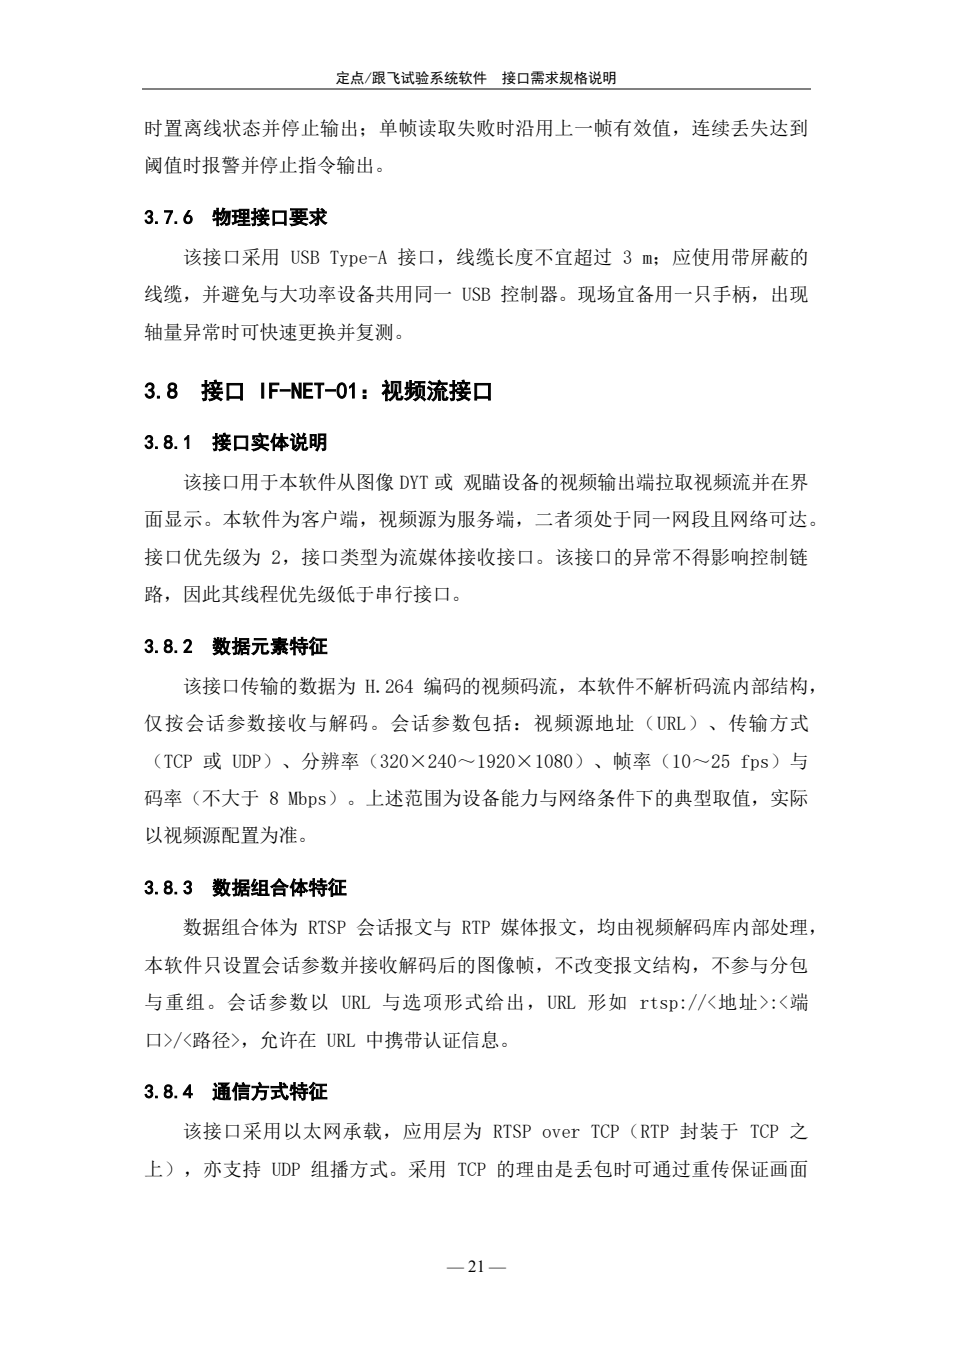 定点/跟飞试验系统软件　接口需求规格说明
时置离线状态并停止输出；单帧读取失败时沿用上一帧有效值，连续丢失达到
阈值时报警并停止指令输出。
3.7.6　物理接口要求
该接口采用 USB Type-A 接口，线缆长度不宜超过 3 m；应使用带屏蔽的
线缆，并避免与大功率设备共用同一 USB 控制器。现场宜备用一只手柄，出现
轴量异常时可快速更换并复测。
3.8　接口 IF-NET-01：视频流接口
3.8.1　接口实体说明
该接口用于本软件从图像 DYT 或 观瞄设备的视频输出端拉取视频流并在界
面显示。本软件为客户端，视频源为服务端，二者须处于同一网段且网络可达。
接口优先级为 2，接口类型为流媒体接收接口。该接口的异常不得影响控制链
路，因此其线程优先级低于串行接口。
3.8.2　数据元素特征
该接口传输的数据为 H.264 编码的视频码流，本软件不解析码流内部结构，
仅按会话参数接收与解码。会话参数包括：视频源地址（URL）、传输方式
（TCP 或 UDP）、分辨率（320×240～1920×1080）、帧率（10～25 fps）与
码率（不大于 8 Mbps）。上述范围为设备能力与网络条件下的典型取值，实际
以视频源配置为准。
3.8.3　数据组合体特征
数据组合体为 RTSP 会话报文与 RTP 媒体报文，均由视频解码库内部处理，
本软件只设置会话参数并接收解码后的图像帧，不改变报文结构，不参与分包
与重组。会话参数以 URL 与选项形式给出，URL 形如 rtsp://<地址>:<端
口>/<路径>，允许在 URL 中携带认证信息。
3.8.4　通信方式特征
该接口采用以太网承载，应用层为 RTSP over TCP（RTP 封装于 TCP 之
上），亦支持 UDP 组播方式。采用 TCP 的理由是丢包时可通过重传保证画面
— 21 —